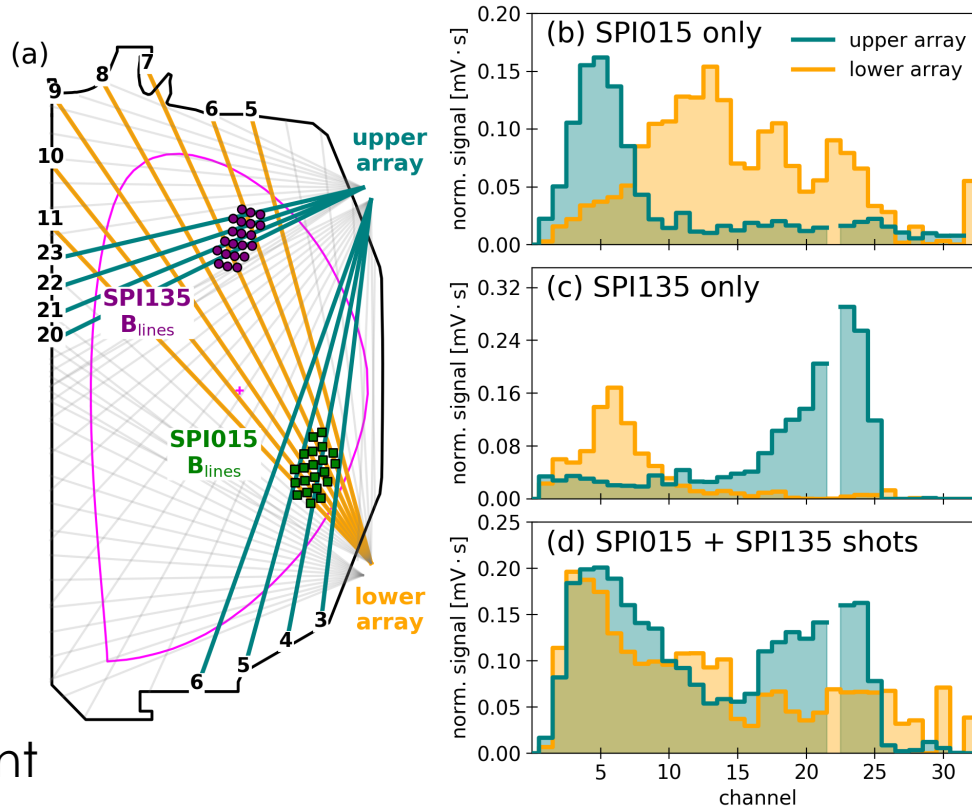 (a)
7
8
9
6
5
10
11
23
22
21
20
upper
array
SPI135
B lines
SPI015
B lines
lower
array
3
4
5
6
nt
(b) SPI015 only
upper array
lower array
norm. signal [mV · s]
0.20
0.15
0.10
0.05
0.00
(c) SPI135 only
norm. signal [mV · s]
0.32
0.24
0.16
0.08
0.00
(d) SPI015 + SPI135 shots
norm. signal [mV · s]
0.25
0.20
0.15
0.10
0.05
0.00
5 10 15 20 25 30
channel